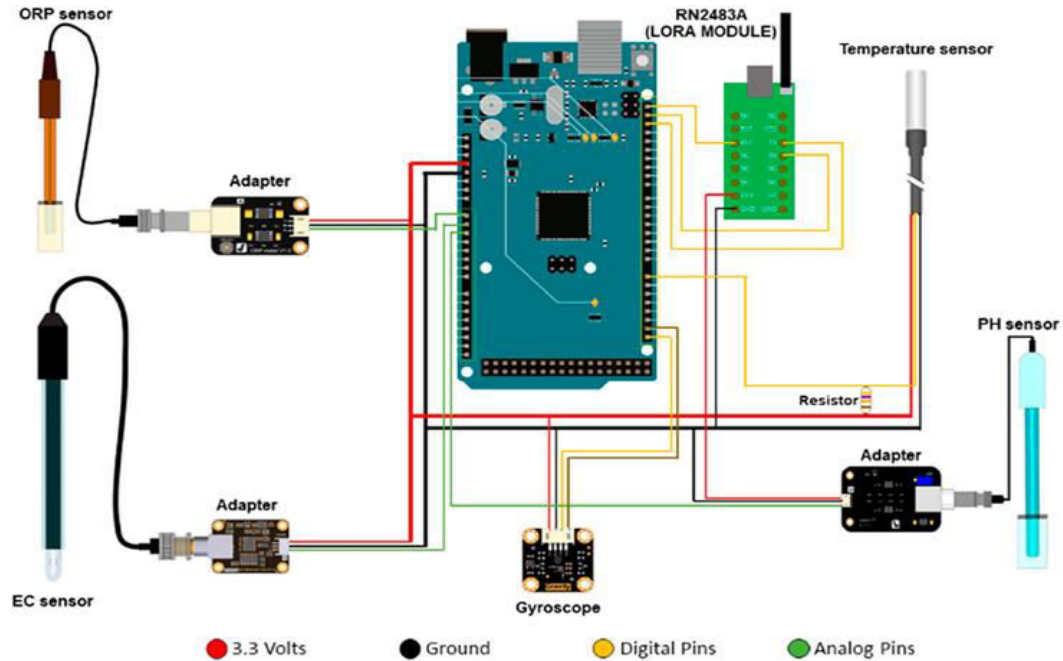 ORP sensor
RN2483A
(LORA MODULE)
Temperature sensor
Adapter
PH sensor
Resistor
Adapter
Adapter
EC sensor
Gyroscope
3.3 Volts
Ground
Digital Pins
Analog Pins